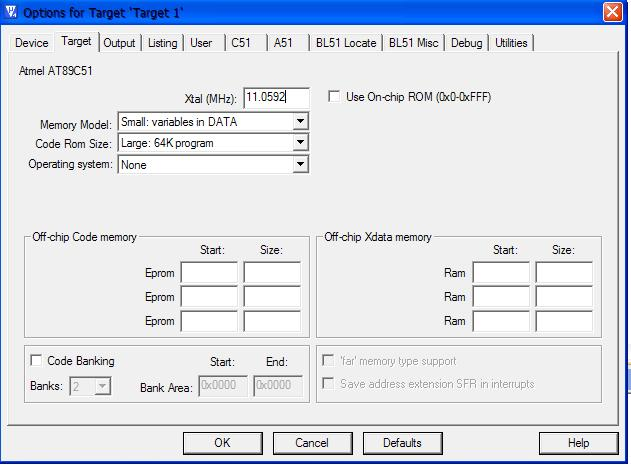 Options for Target 'Target 1'
Device Target Output Listing User C51 A51 BL51 Locate BL51 Misc Debug Utilities
Atmel AT89C51
Xtal (MHz): 11.0592 Use On-chip ROM (0x0-0xFFF)
Memory Model: Small: variables in DATA
Code Rom Size: Large: 64K program
Operating system: None
Off-chip Code memory
Start: Size:
Eprom
Eprom
Eprom
Off-chip Xdata memory
Start: Size:
Ram
Ram
Ram
Code Banking Start: End:
Banks: 2 Bank Area: 0x0000 0x0000
'far' memory type support
Save address extension SFR in interrupts
OK Cancel Defaults Help